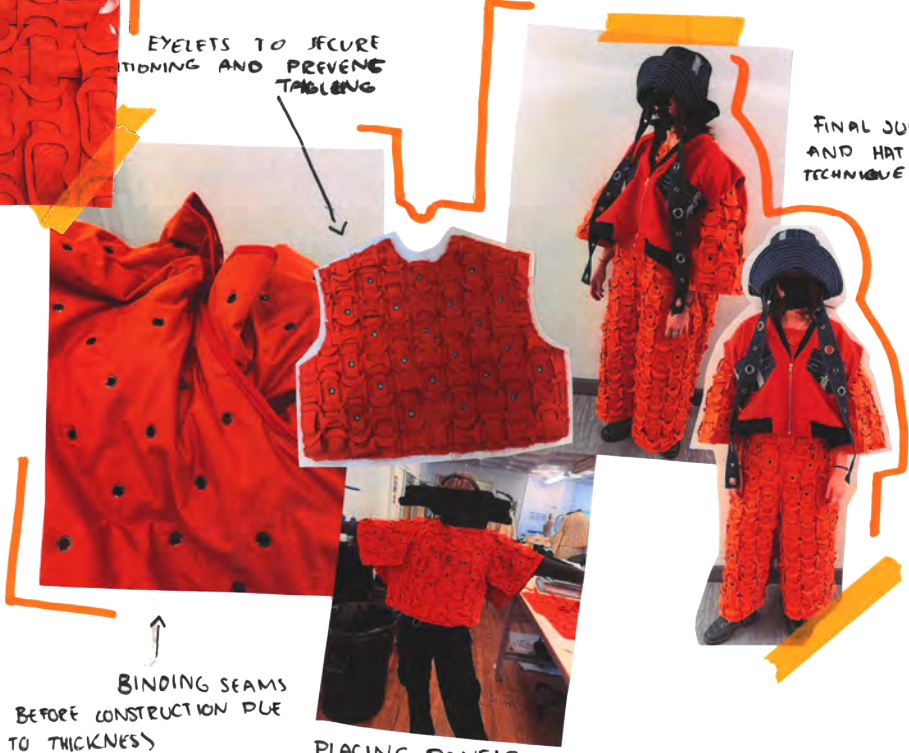 EYELETS TO SECURE
ITIONING AND PREVENT
TANGLING
FINAL SU
AND HAT
TECHNIQUE
BINDING SEAMS
BEFORE CONSTRUCTION DUE
TO THICKNESS
PLACING PANELS